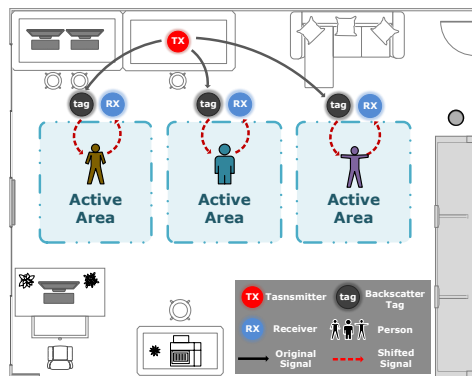 TX
tag RX
tag RX
tag RX
Active
Area
Active
Area
Active
Area
TX Tasnsmitter
tag Backscatter
Tag
RX Receiver
Person
Original
Signal
Shifted
Signal